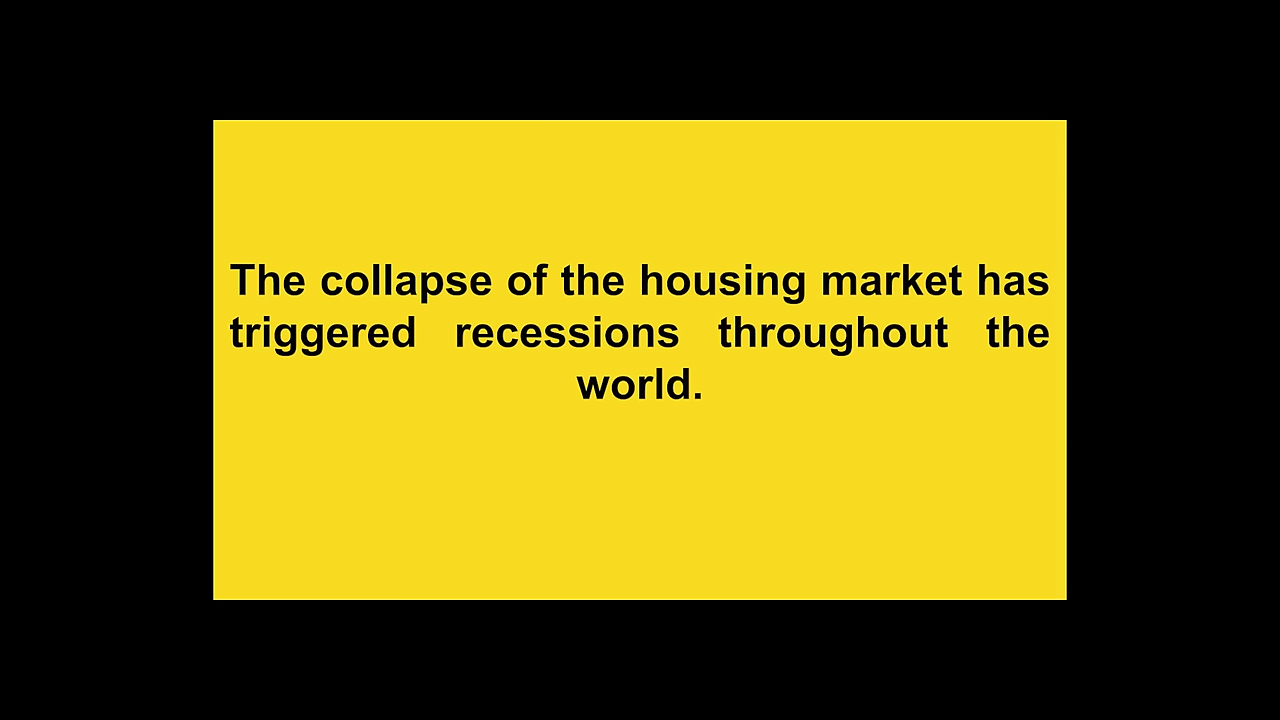 The collapse of the housing market has
triggered recessions throughout the
world.